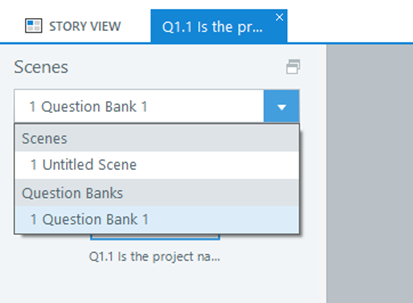 STORY VIEW
Q1.1 Is the pr...
Scenes
1 Question Bank 1
Scenes
1 Untitled Scene
Question Banks
1 Question Bank 1
Q1.1 Is the project na...